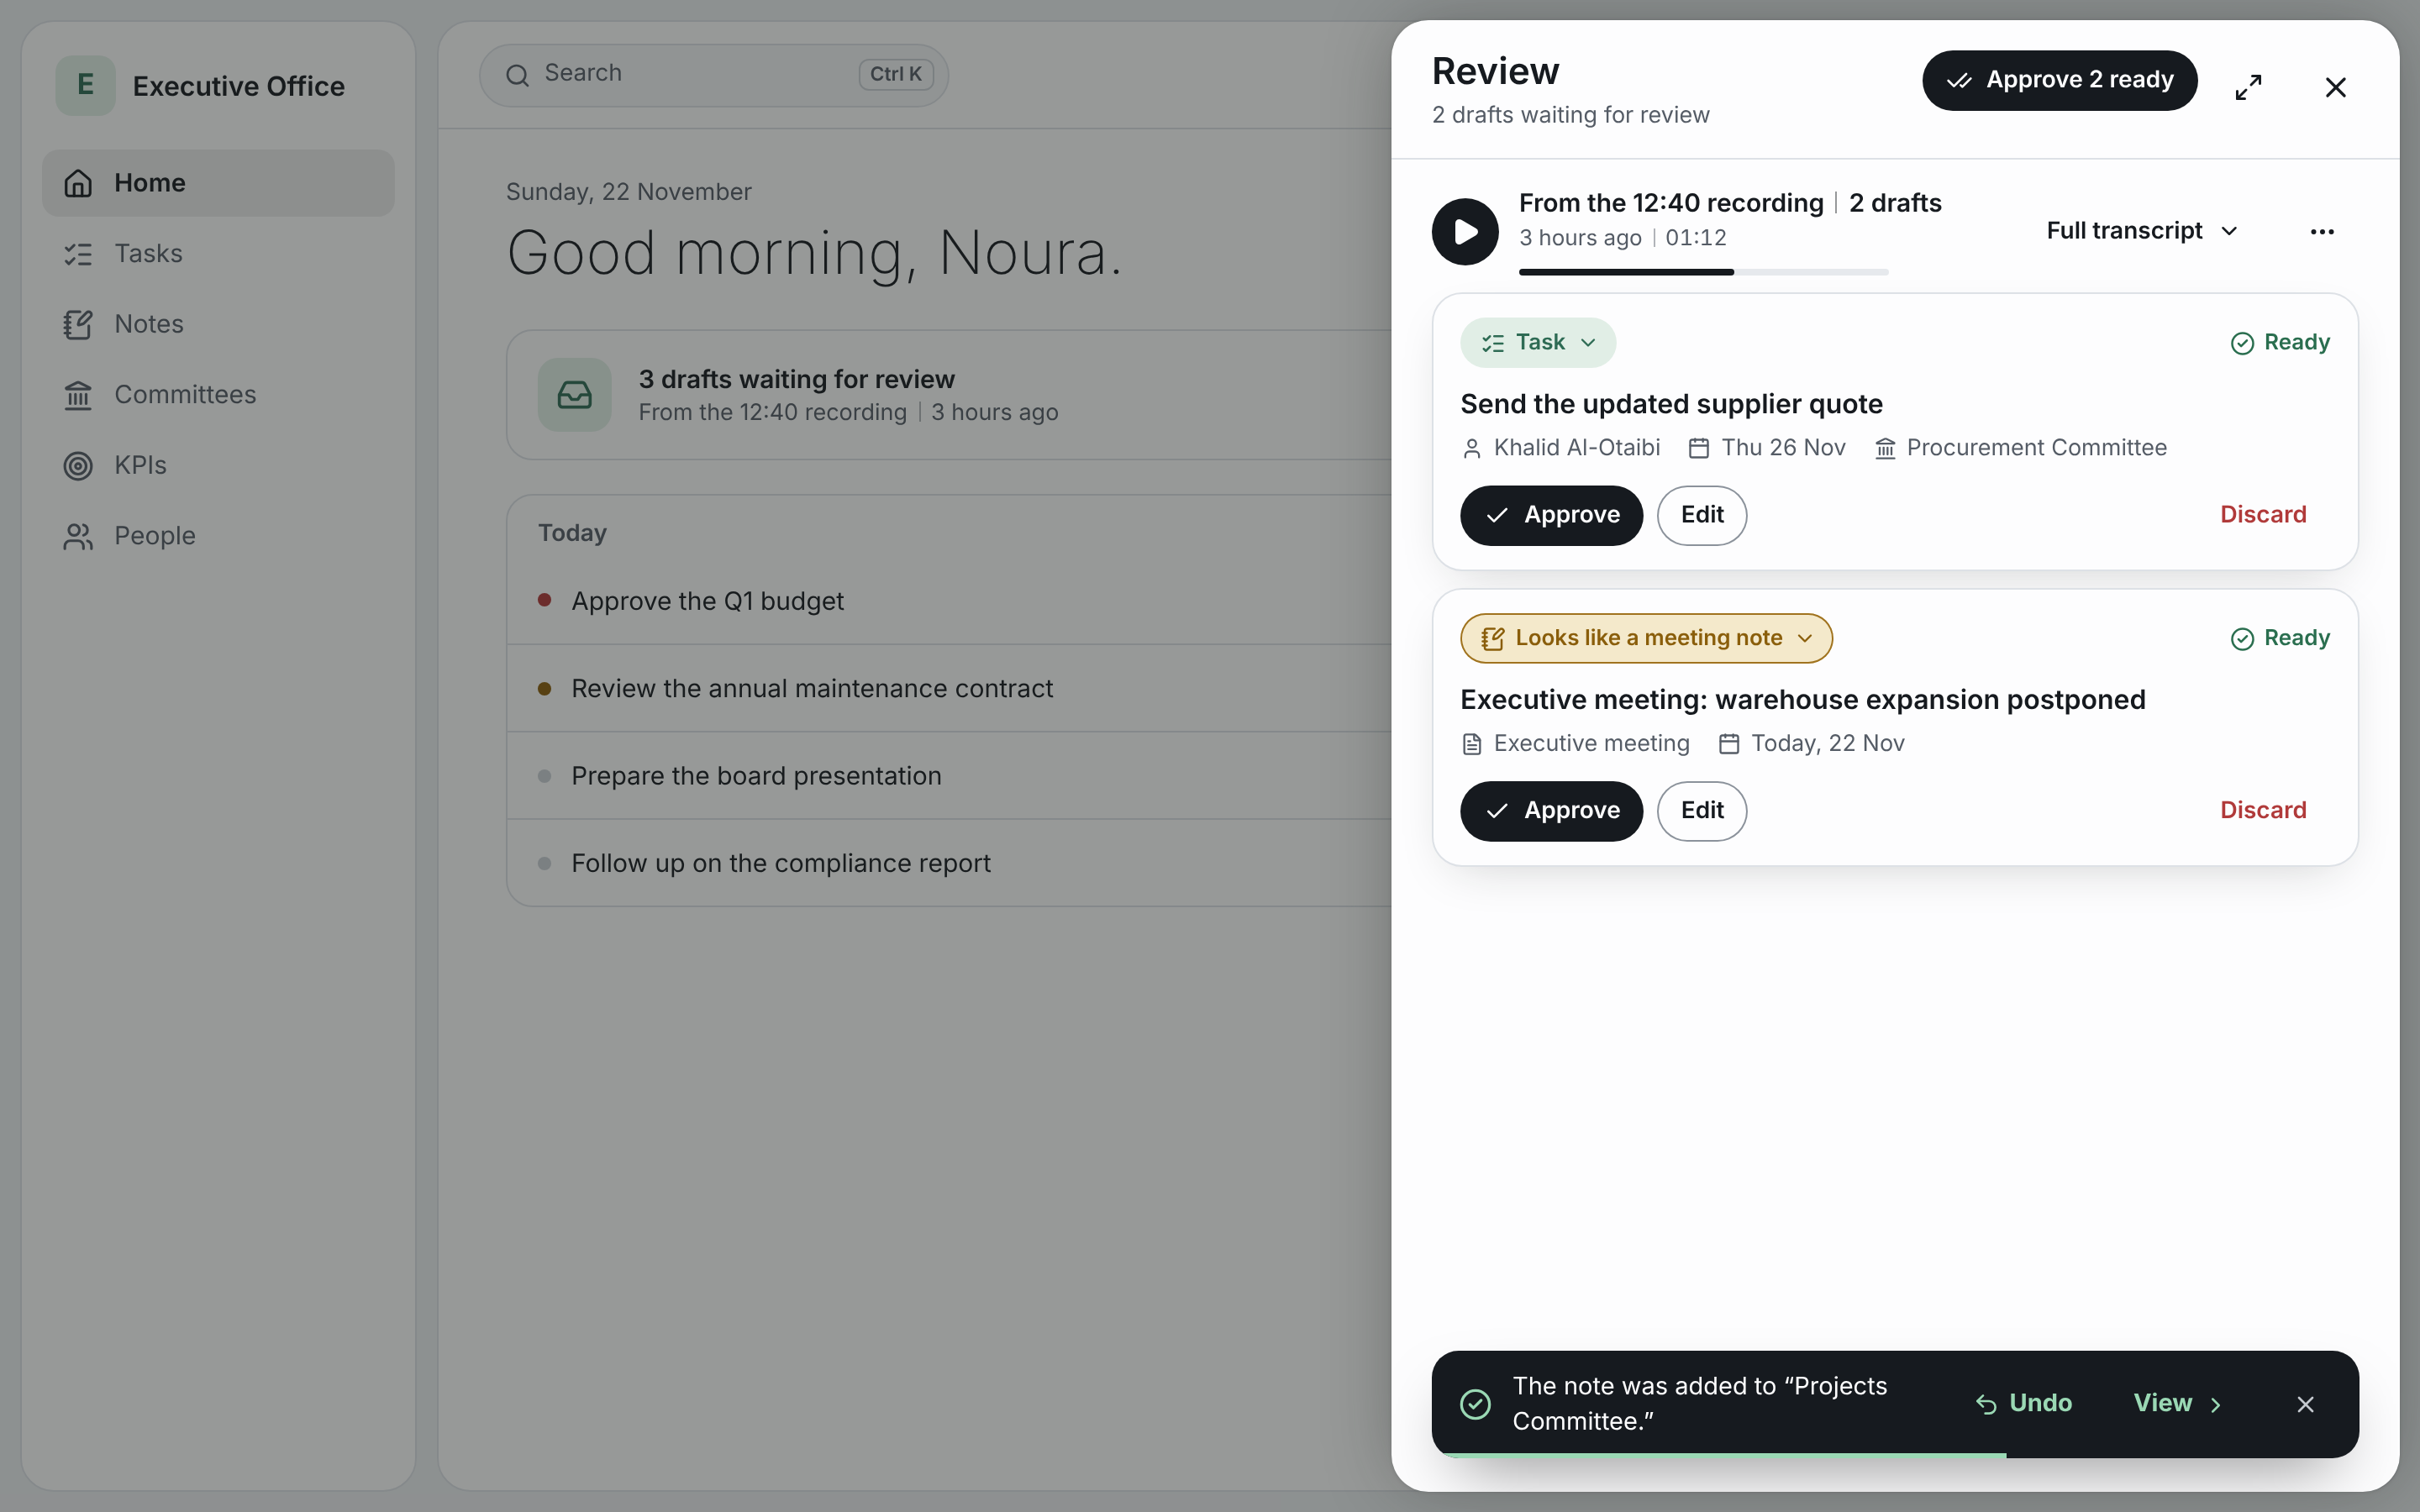 E
Executive Office
Home
Tasks
Notes
Committees
KPIs
People
Search
Ctrl K
Sunday, 22 November
Good morning, Noura.
3 drafts waiting for review
From the 12:40 recording | 3 hours ago
Today
Approve the Q1 budget
Review the annual maintenance contract
Prepare the board presentation
Follow up on the compliance report
Review
2 drafts waiting for review
Approve 2 ready
From the 12:40 recording | 2 drafts
3 hours ago | 01:12
Full transcript
Task
Ready
Send the updated supplier quote
Khalid Al-Otaibi
Thu 26 Nov
Procurement Committee
Approve
Edit
Discard
Looks like a meeting note
Ready
Executive meeting: warehouse expansion postponed
Executive meeting
Today, 22 Nov
Approve
Edit
Discard
The note was added to “Projects
Committee.”
Undo
View